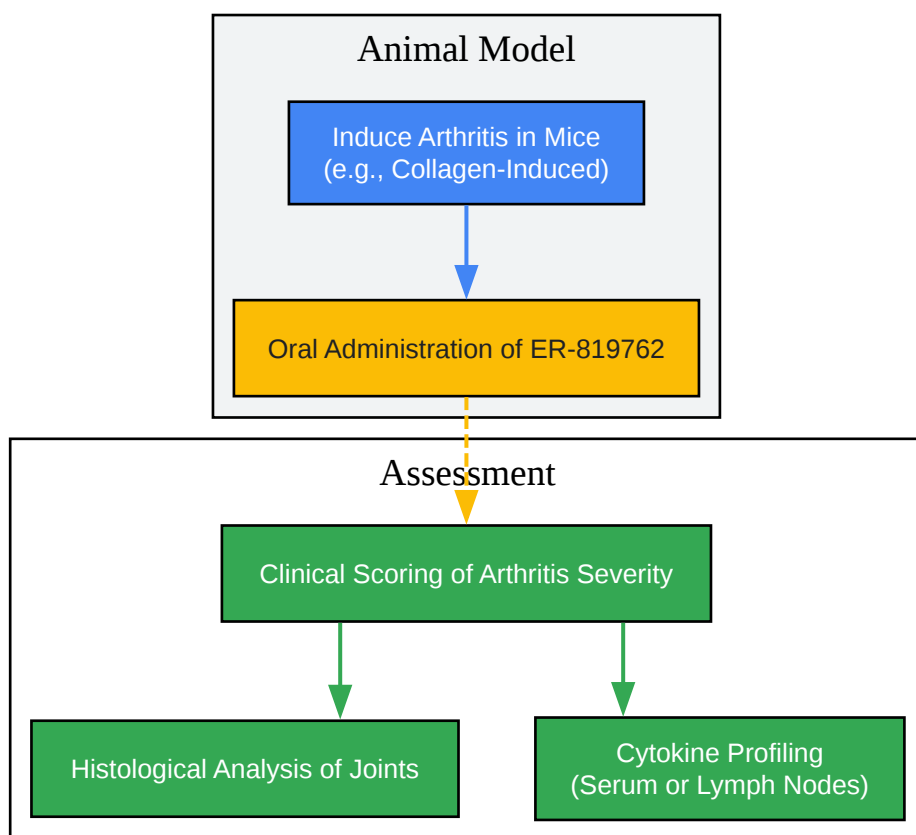 Animal Model
Induce Arthritis in Mice
(e.g., Collagen-Induced)
Oral Administration of ER-819762
Assessment
Clinical Scoring of Arthritis Severity
Histological Analysis of Joints
Cytokine Profiling
(Serum or Lymph Nodes)